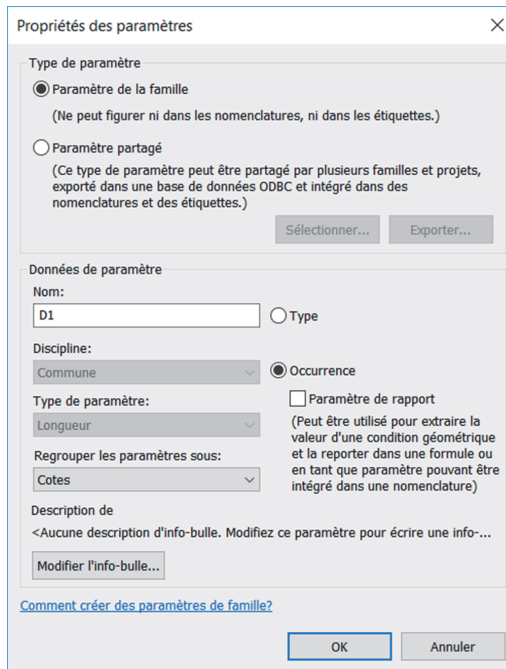 Propriétés des paramètres
Type de paramètre
Paramètre de la famille
(Ne peut figurer ni dans les nomenclatures, ni dans les étiquettes.)
Paramètre partagé
(Ce type de paramètre peut être partagé par plusieurs familles et projets,
exporté dans une base de données ODBC et intégré dans des
nomenclatures et des étiquettes.)
Sélectionner... Exporter...
Données de paramètre
Nom:
D1 Type
Discipline:
Commune Occurrence
Type de paramètre: Paramètre de rapport
Longueur
(Peut être utilisé pour extraire la
valeur d'une condition géométrique
et la reporter dans une formule ou
en tant que paramètre pouvant être
intégré dans une nomenclature)
Regrouper les paramètres sous:
Cotes
Description de
<Aucune description d'info-bulle. Modifiez ce paramètre pour écrire une info-...
Modifier l'info-bulle...
Comment créer des paramètres de famille?
OK Annuler